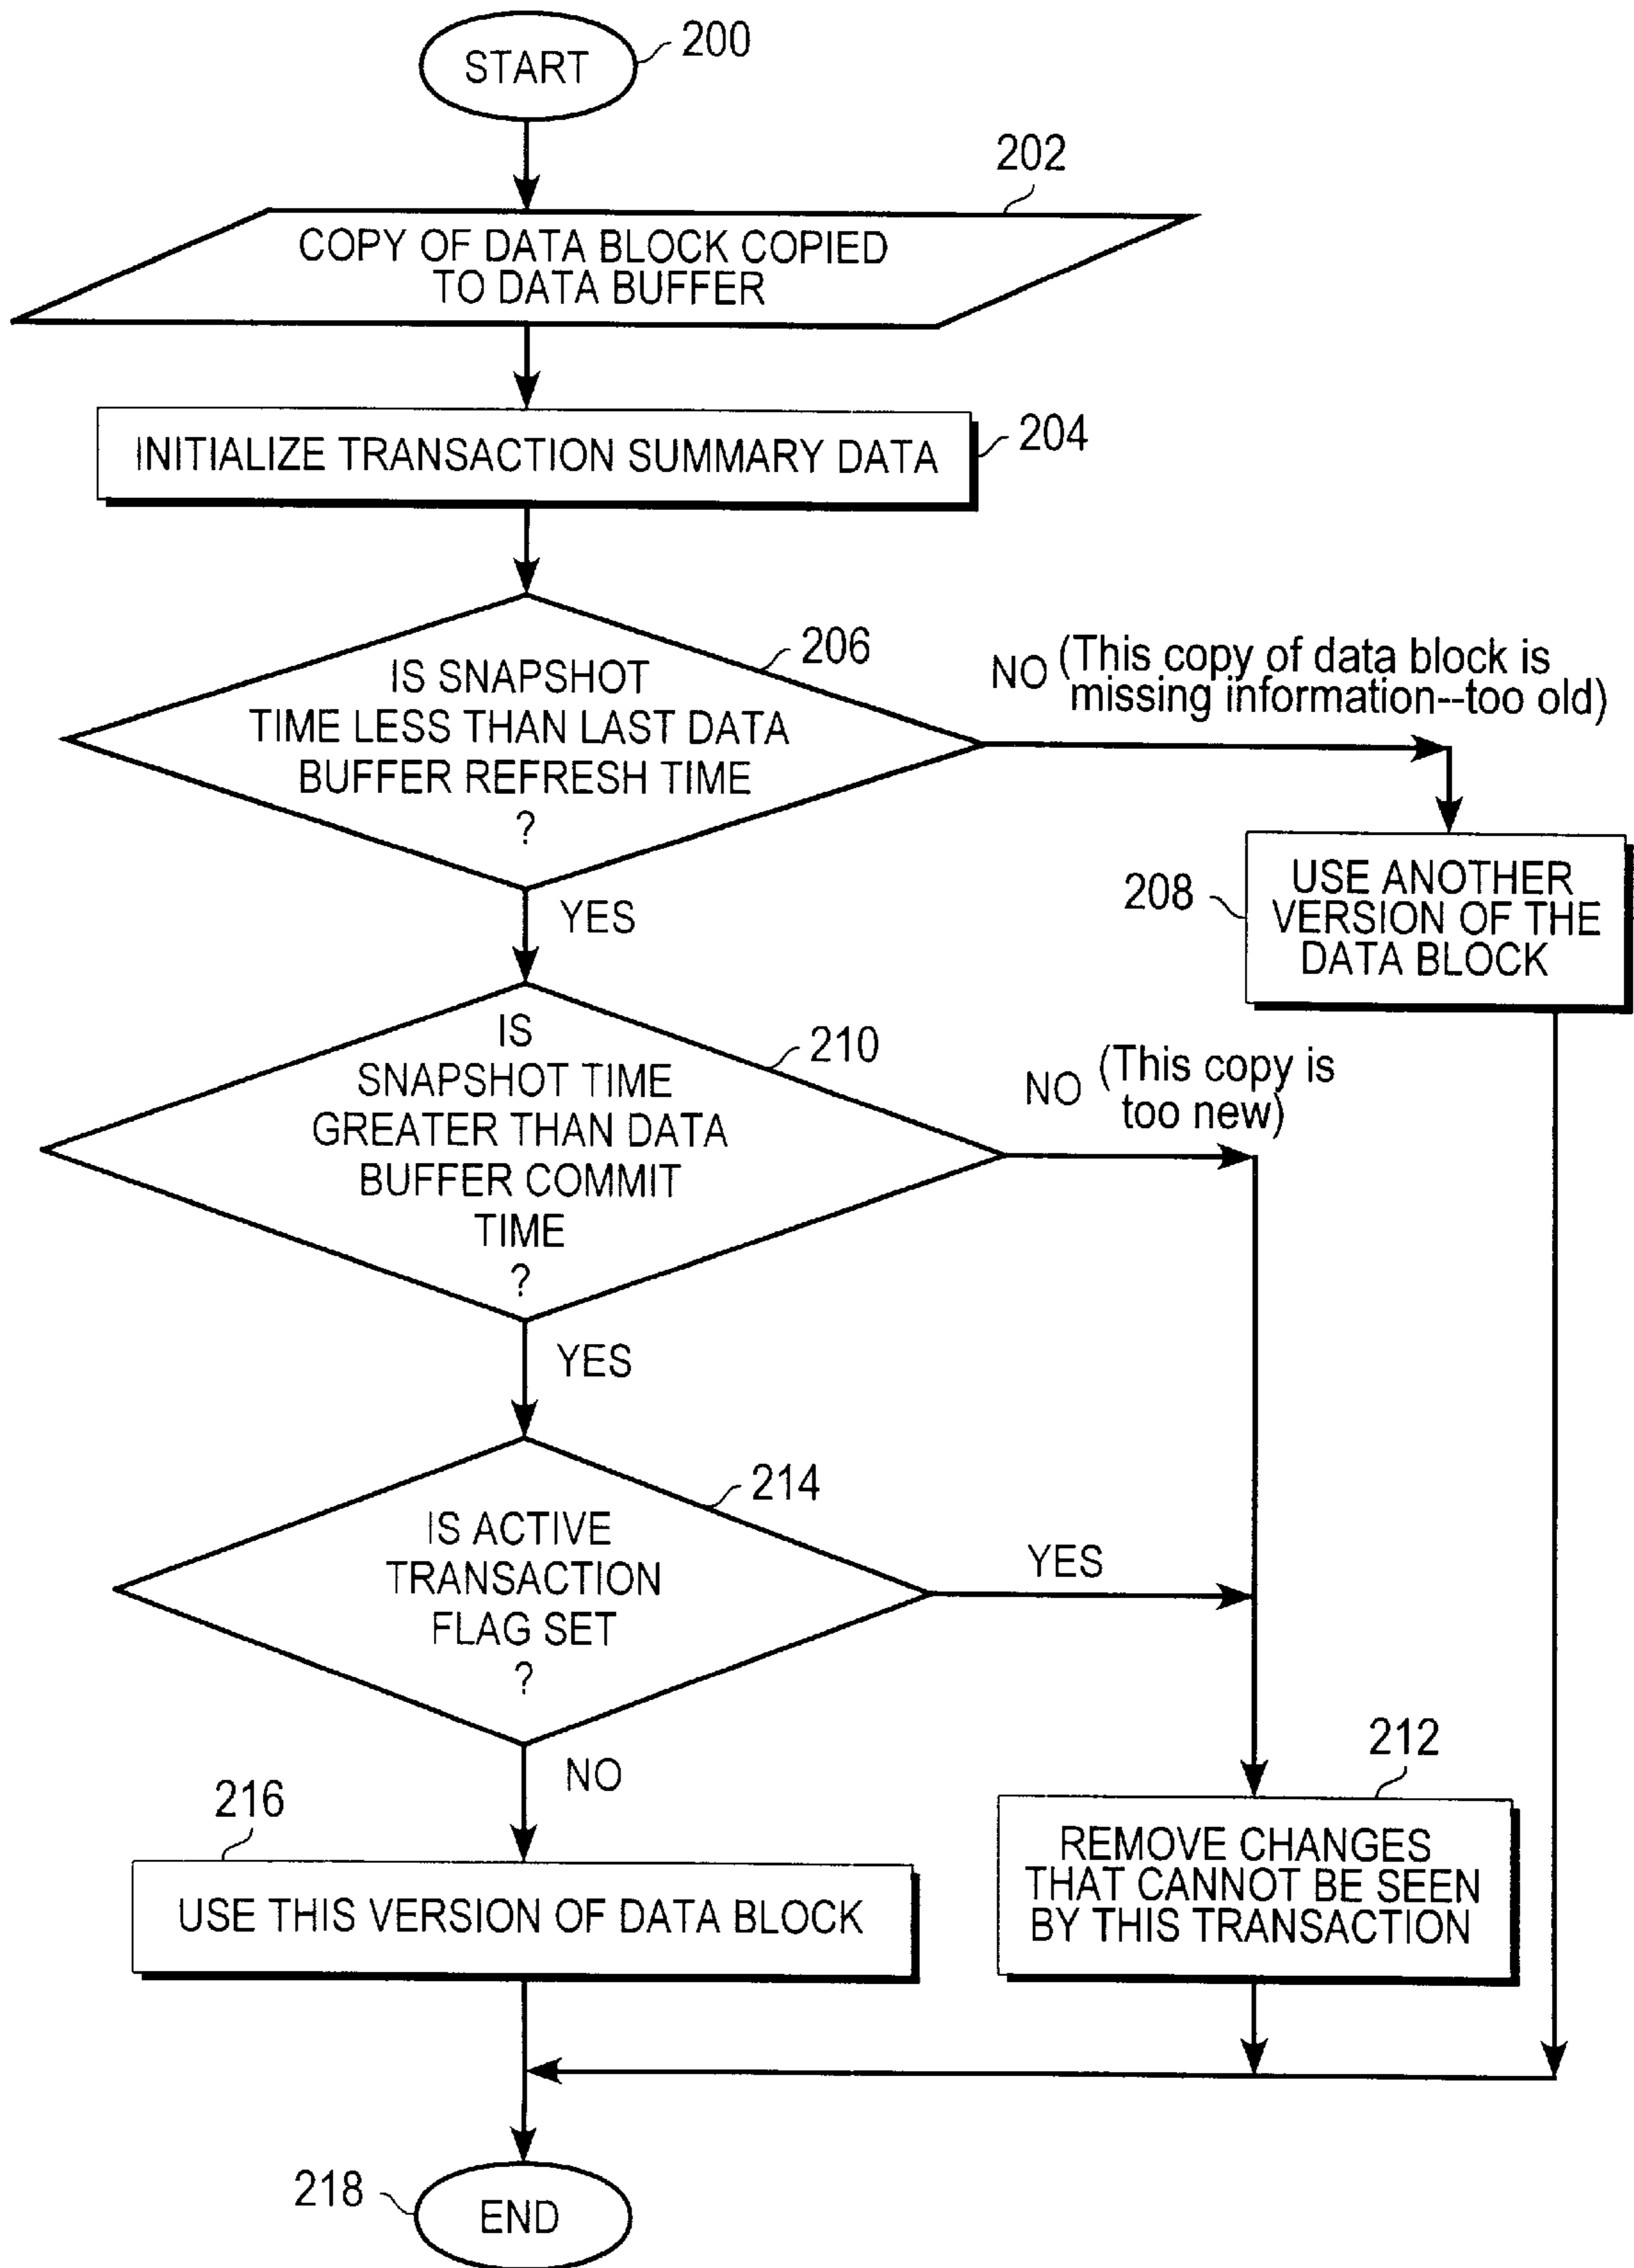 START
200
202
COPY OF DATA BLOCK COPIED
TO DATA BUFFER
INITIALIZE TRANSACTION SUMMARY DATA
204
206
IS SNAPSHOT
TIME LESS THAN LAST DATA
BUFFER REFRESH TIME
?
NO (This copy of data block is
missing information--too old)
YES
208
USE ANOTHER
VERSION OF THE
DATA BLOCK
210
IS
SNAPSHOT TIME
GREATER THAN DATA
BUFFER COMMIT
TIME
?
NO (This copy is
too new)
YES
214
IS ACTIVE
TRANSACTION
FLAG SET
?
YES
NO
212
REMOVE CHANGES
THAT CANNOT BE SEEN
BY THIS TRANSACTION
216
USE THIS VERSION OF DATA BLOCK
218
END